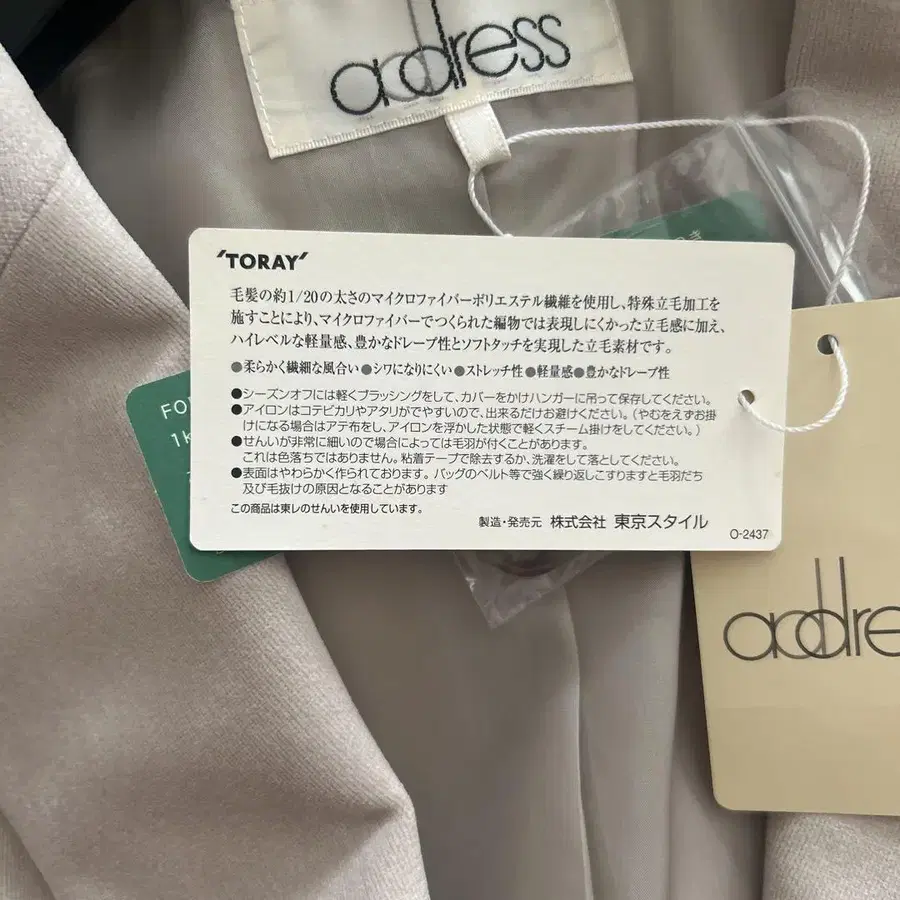 address
'TORAY'
毛髪の約1/20の太さのマイクロファイバーポリエステル繊維を使用し、特殊立毛加工を
施すことにより、マイクロファイバーでつくられた編物では表現しにくかった立毛感に加え、
ハイレベルな軽量感、豊かなドレープ性とソフトタッチを実現した立毛素材です。
●柔らかく繊細な風合い ●シワになりにくい ●ストレッチ性 ●軽量感 ●豊かなドレープ性
●シーズンオフには軽くブラッシングをして、カバーをかけハンガーに吊って保存してください。
●アイロンはコテビカリやアタリがでやすいので、出来るだけお避けください。(やむをえずお掛
けになる場合はアテ布をし、アイロンを浮かした状態で軽くスチーム掛けをしてください。)
●せんいが非常に細いので場合によっては毛羽が付くことがあります。
これは色落ちではありません。粘着テープで除去するか、洗濯をして落としてください。
●表面はやわらかく作られております。バッグのベルト等で強く繰り返しこすりますと毛羽だち
及び毛抜けの原因となることがあります
この商品は東レのせんいを使用しています。
製造・発売元 株式会社 東京スタイル
O-2437
FO
1k
addre